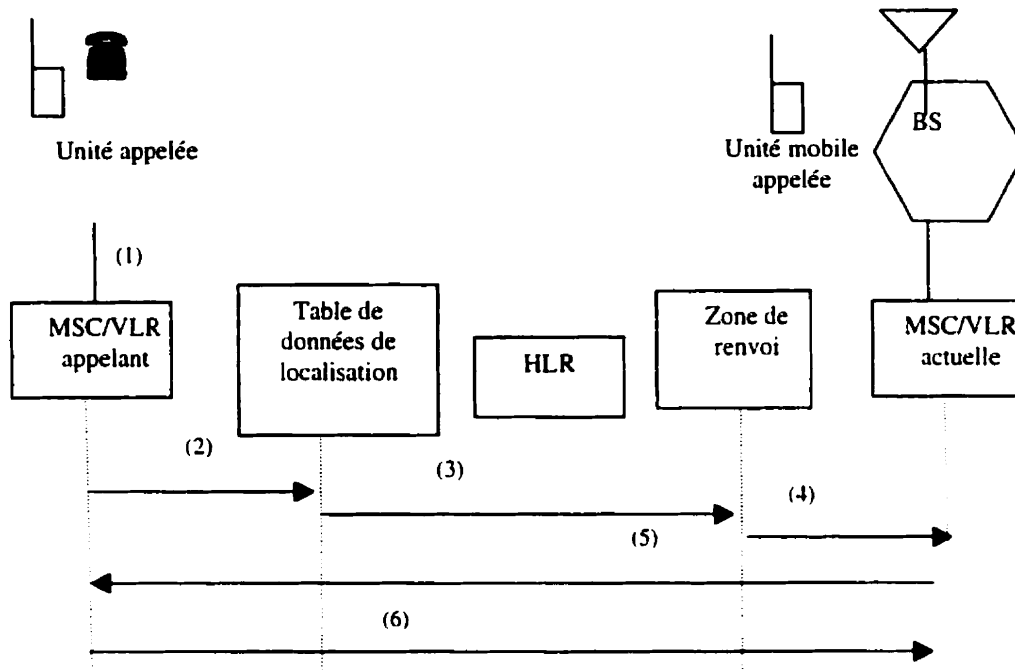 Unité appelée
BS
Unité mobile
appelée
(1)
MSC/VLR
appelant
Table de
données de
localisation
HLR
Zone de
renvoi
MSC/VLR
actuelle
(2)
(3)
(4)
(5)
(6)